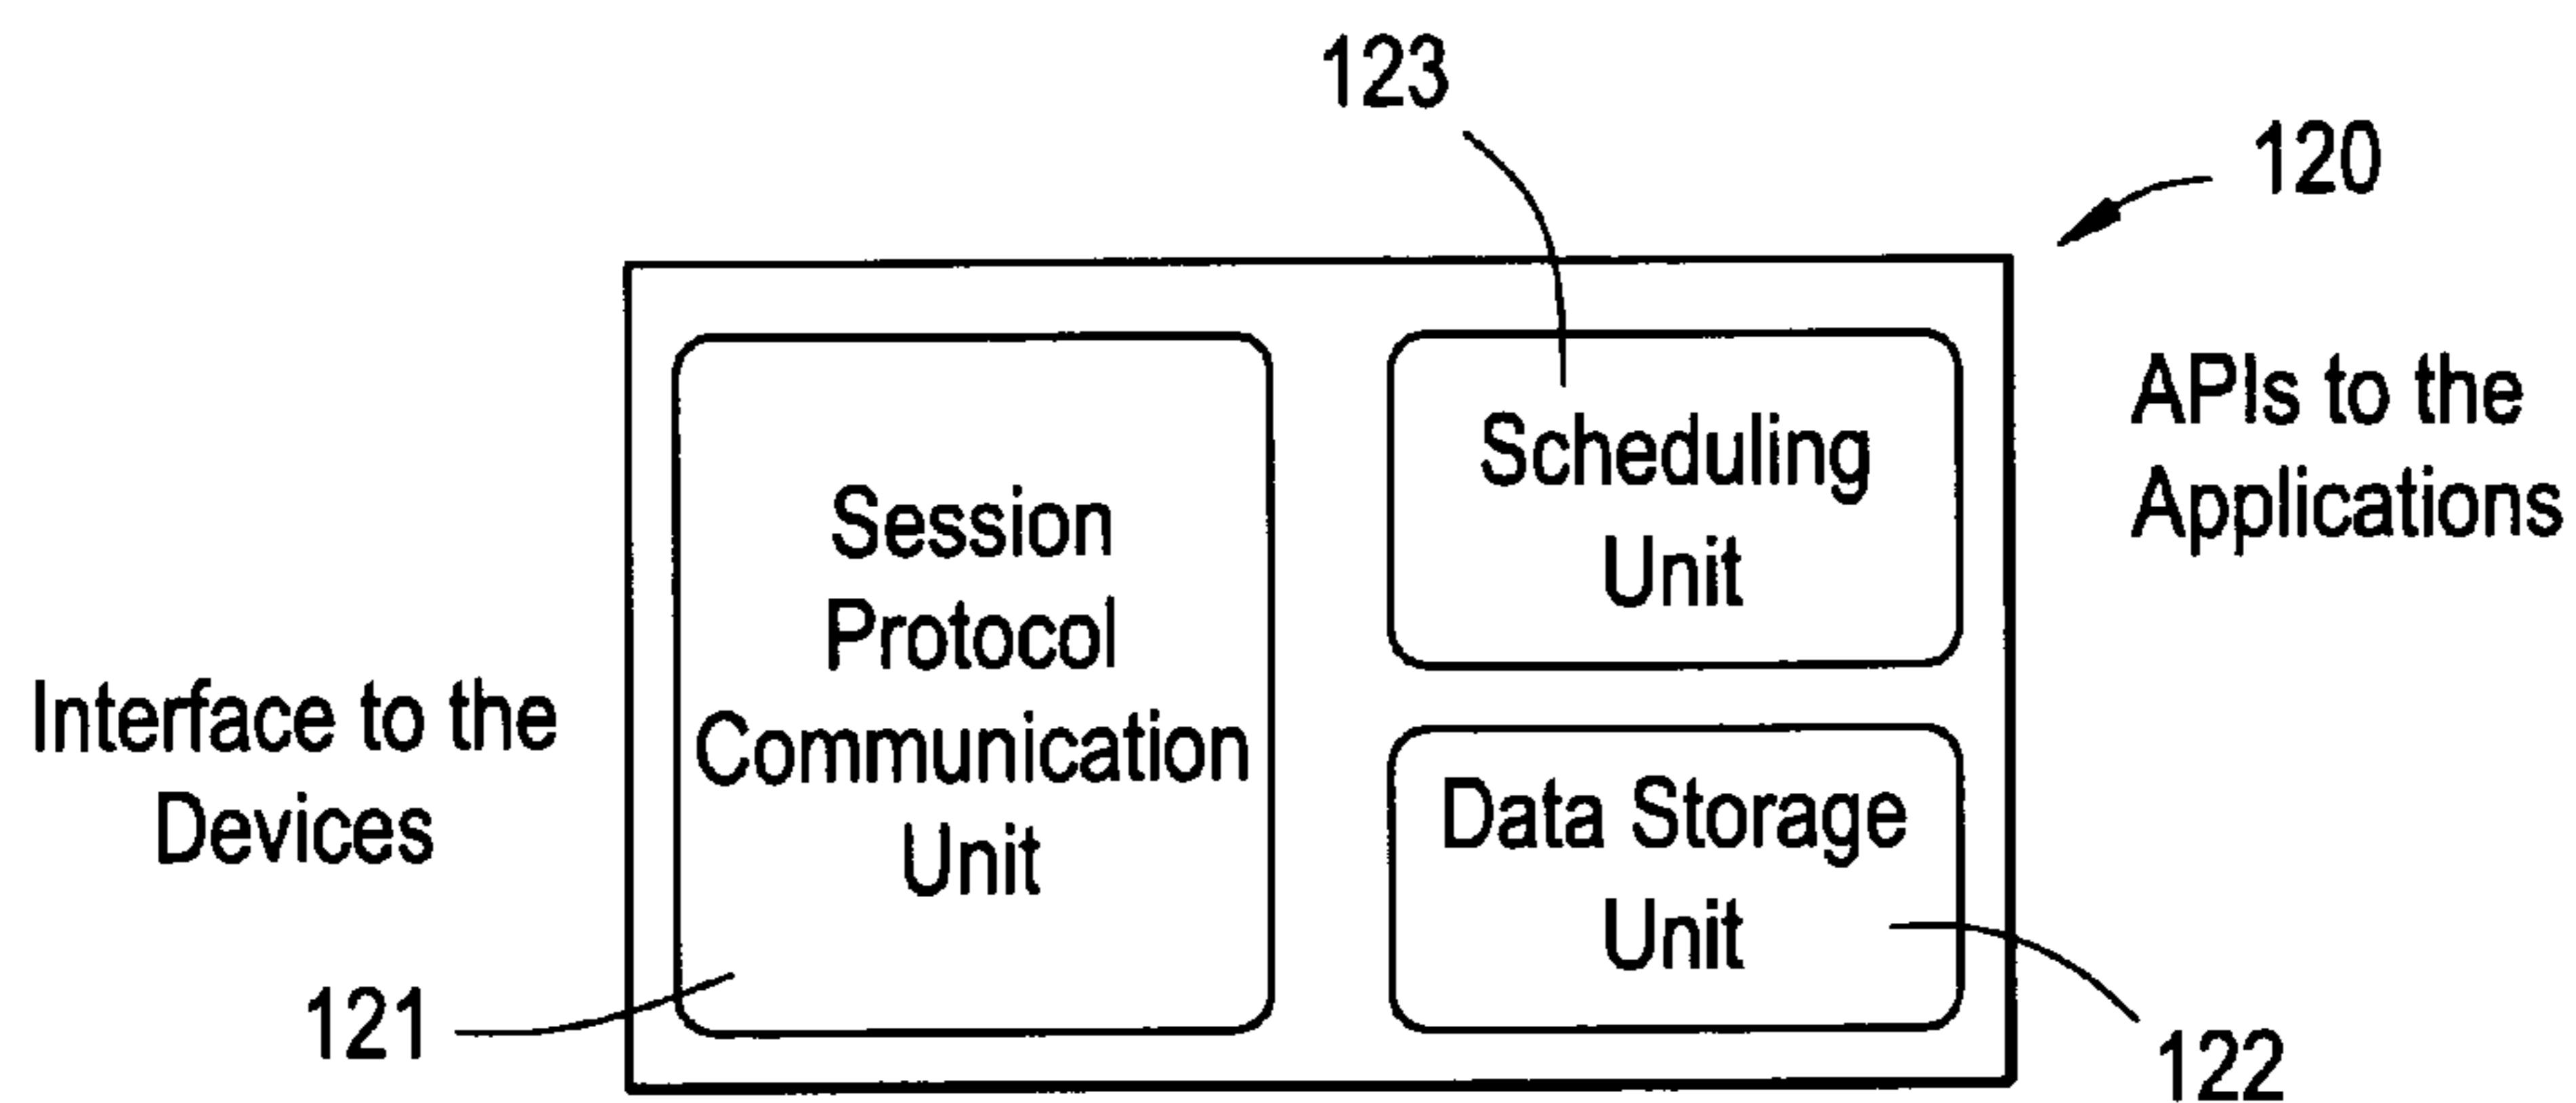 123
120
APIs to the
Applications
Scheduling
Unit
Session
Protocol
Communication
Unit
Interface to the
Devices
Data Storage
Unit
121
122